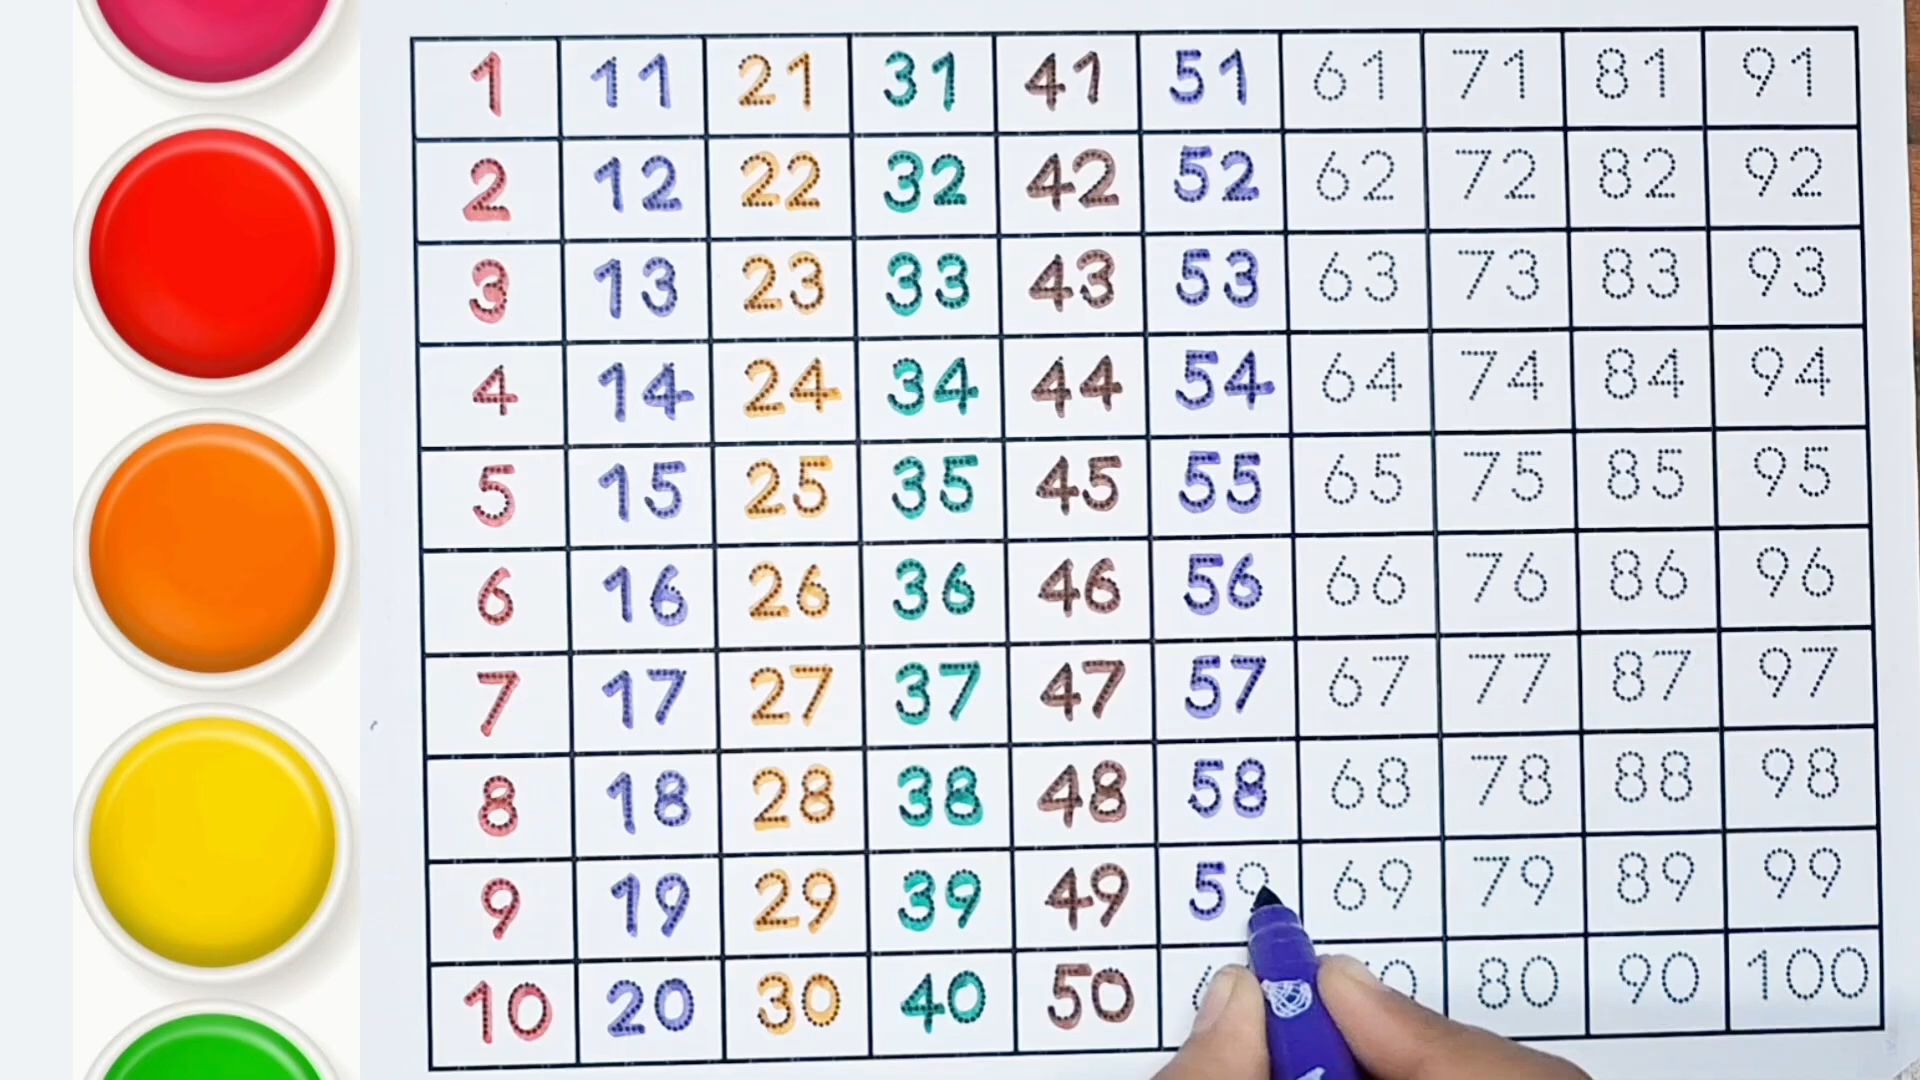 1 11 21 31 41 51 61 71 81 91
2 12 22 32 42 52 62 72 82 92
3 13 23 33 43 53 63 73 83 93
4 14 24 34 44 54 64 74 84 94
5 15 25 35 45 55 65 75 85 95
6 16 26 36 46 56 66 76 86 96
7 17 27 37 47 57 67 77 87 97
8 18 28 38 48 58 68 78 88 98
9 19 29 39 49 59 69 79 89 99
10 20 30 40 50 80 90 100